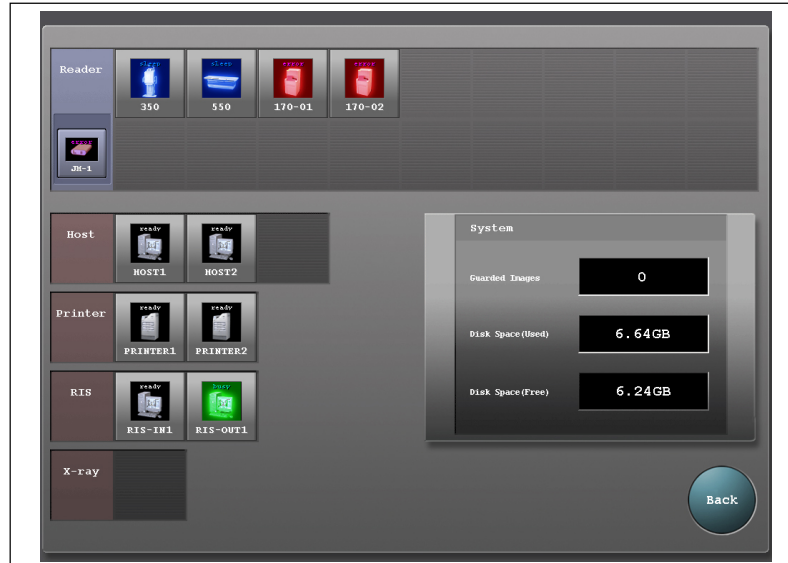 Reader
sleep
350
sleep
550
error
170-01
error
170-02
error
JM-1
Host
ready
HOST1
ready
HOST2
System
Guarded Images
0
Disk Space(Used)
6.64GB
Disk Space(Free)
6.24GB
Printer
ready
PRINTER1
ready
PRINTER2
RIS
ready
RIS-IN1
busy
RIS-OUT1
X-ray
Back